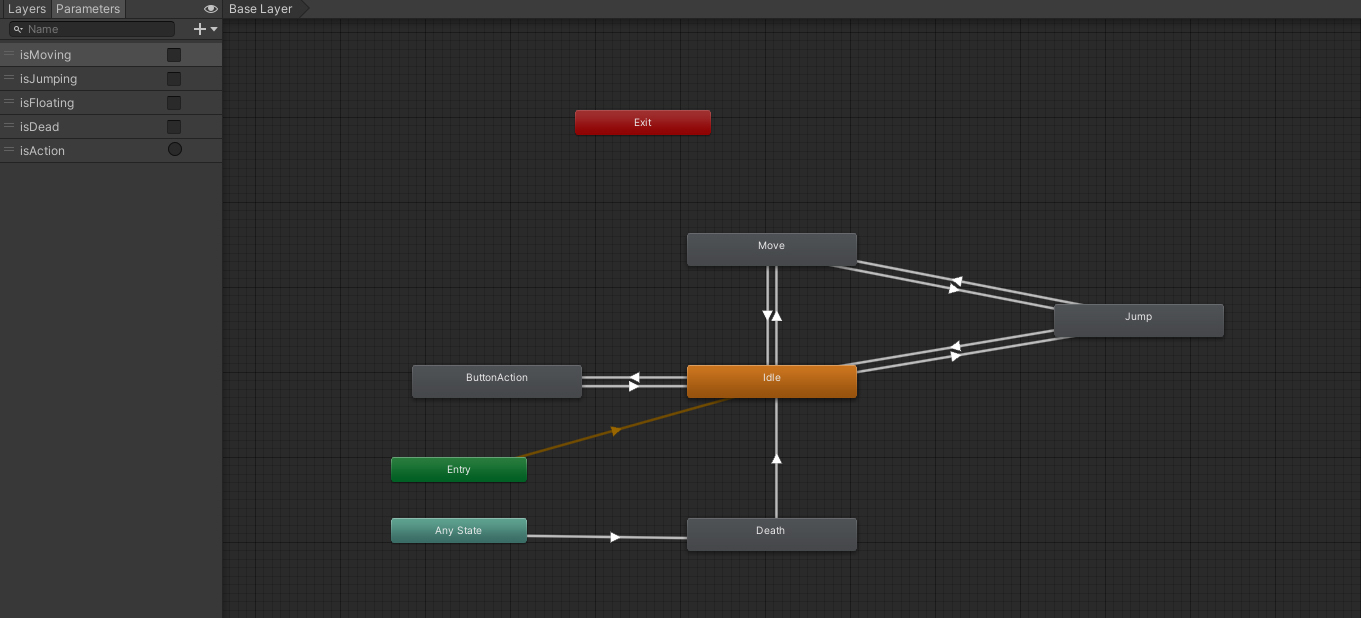 Layers Parameters
Base Layer
Name
isMoving
isJumping
isFloating
isDead
isAction
Exit
Move
Jump
ButtonAction
Idle
Entry
Any State
Death